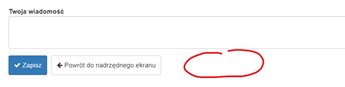 Twoja wiadomość
Zapisz
Powrót do nadrzędnego ekranu